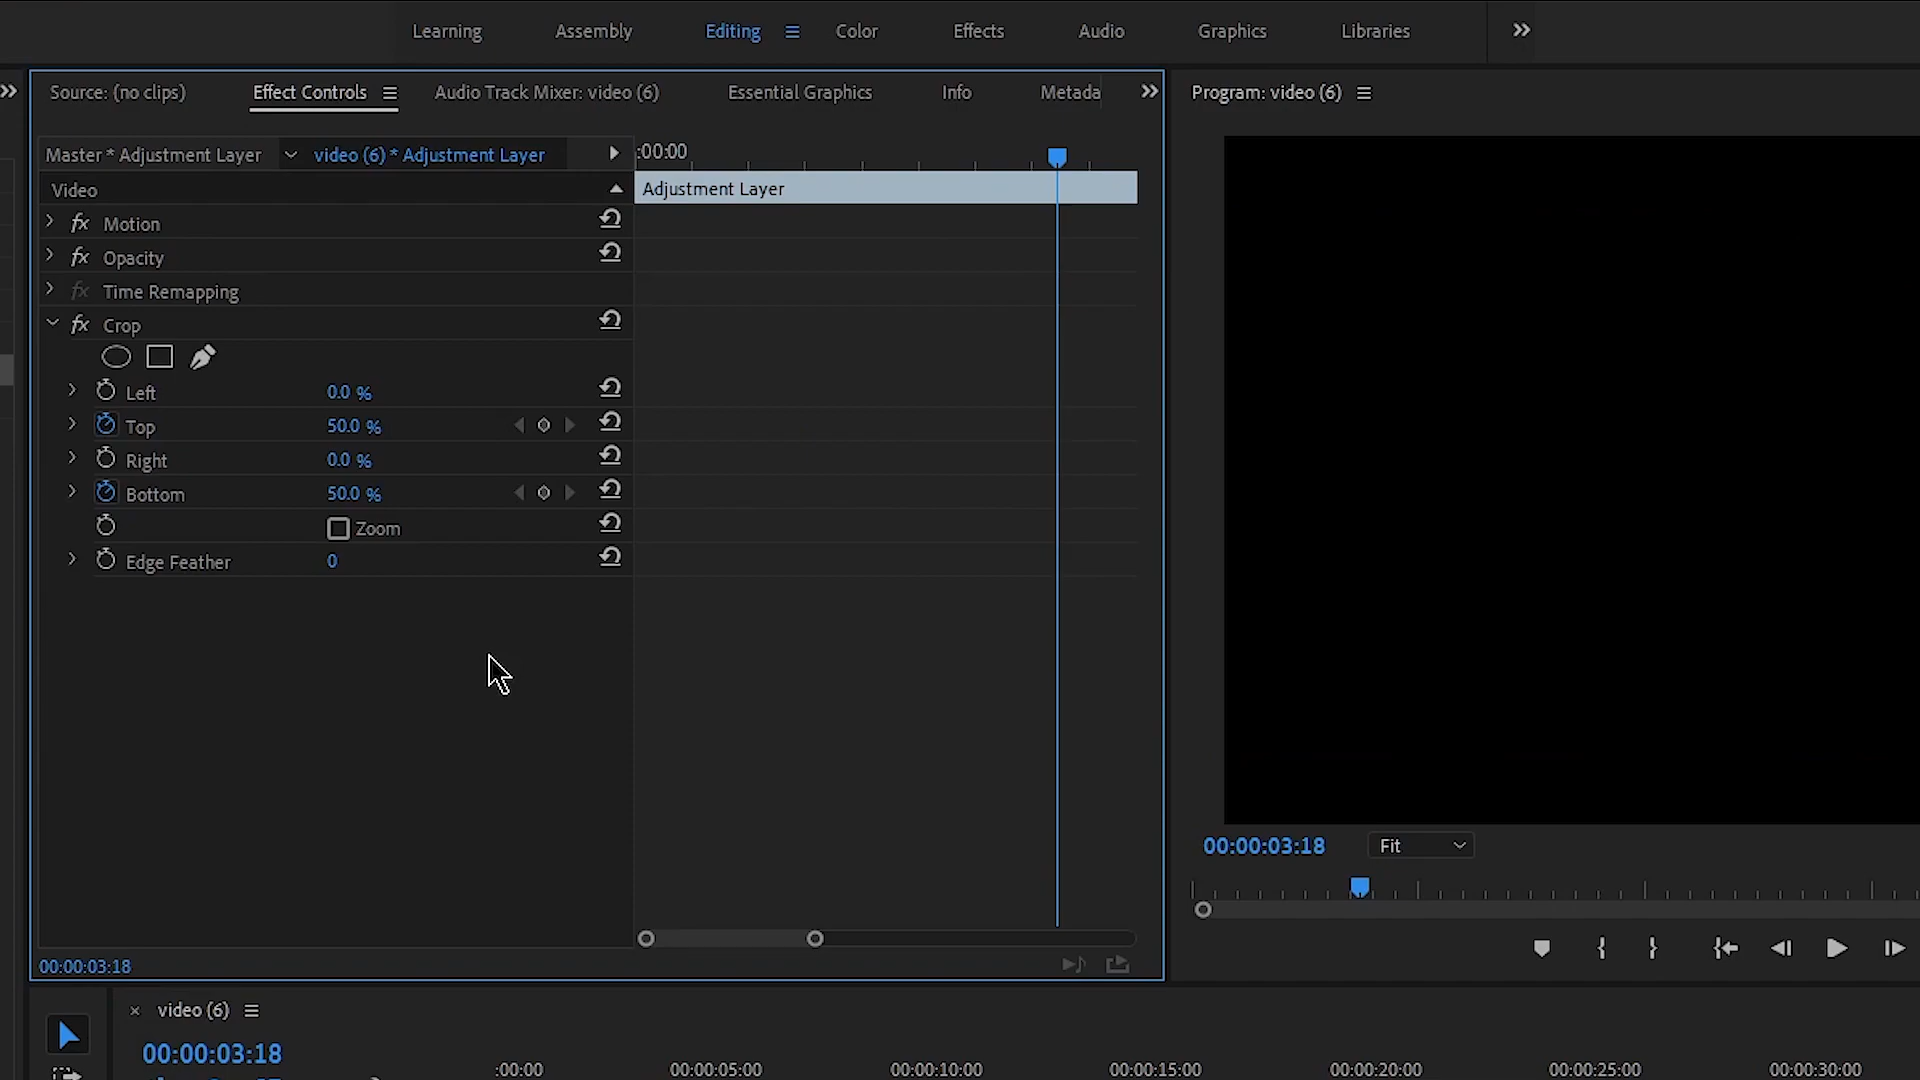 Learning Assembly Editing Color Effects Audio Graphics Libraries
Source: (no clips) Effect Controls Audio Track Mixer: video (6) Essential Graphics Info Metada
Program: video (6)
Master * Adjustment Layer video (6) * Adjustment Layer :00:00
Video Adjustment Layer
fx Motion
fx Opacity
fx Time Remapping
fx Crop
Left 0.0 %
Top 50.0 %
Right 0.0 %
Bottom 50.0 %
Zoom
Edge Feather 0
00:00:03:18 Fit
00:00:03:18
video (6)
00:00:03:18
:00:00 00:00:05:00 00:00:10:00 00:00:15:00 00:00:20:00 00:00:25:00 00:00:30:00